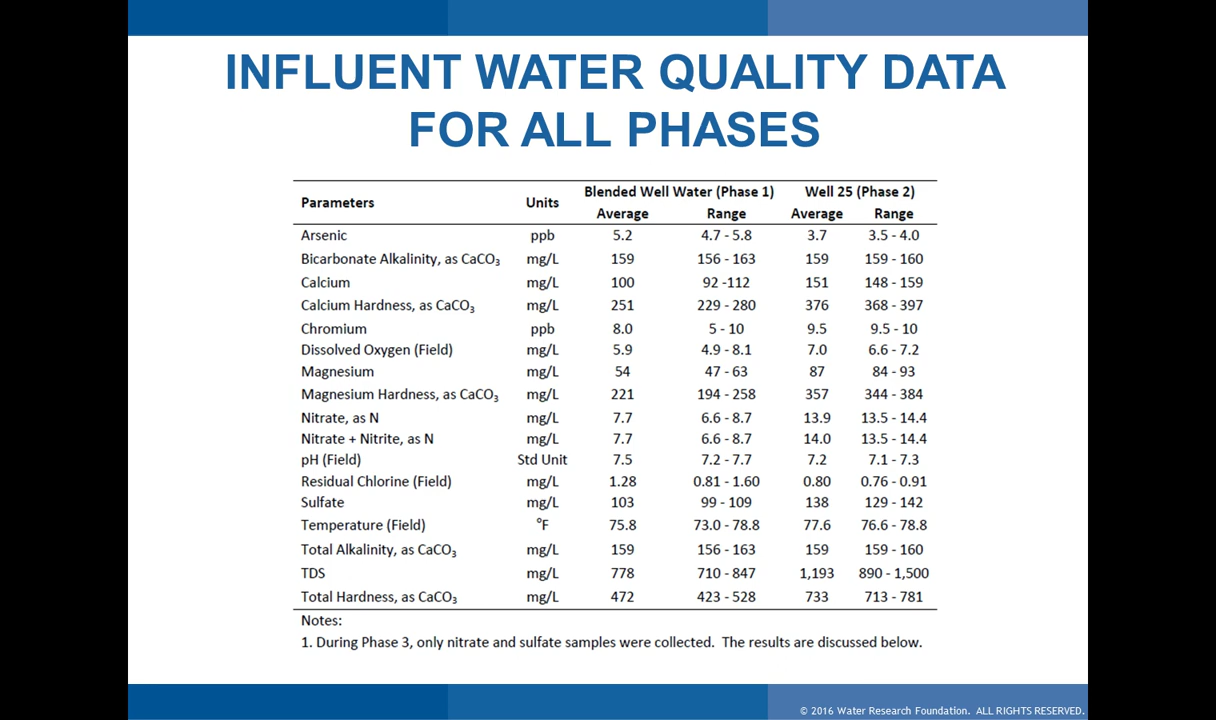 INFLUENT WATER QUALITY DATA
FOR ALL PHASES
Parameters Units Blended Well Water (Phase 1) Well 25 (Phase 2)
Average Range Average Range
Arsenic ppb 5.2 4.7 - 5.8 3.7 3.5 - 4.0
Bicarbonate Alkalinity, as CaCO₃ mg/L 159 156 - 163 159 159 - 160
Calcium mg/L 100 92 -112 151 148 - 159
Calcium Hardness, as CaCO₃ mg/L 251 229 - 280 376 368 - 397
Chromium ppb 8.0 5 - 10 9.5 9.5 - 10
Dissolved Oxygen (Field) mg/L 5.9 4.9 - 8.1 7.0 6.6 - 7.2
Magnesium mg/L 54 47 - 63 87 84 - 93
Magnesium Hardness, as CaCO₃ mg/L 221 194 - 258 357 344 - 384
Nitrate, as N mg/L 7.7 6.6 - 8.7 13.9 13.5 - 14.4
Nitrate + Nitrite, as N mg/L 7.7 6.6 - 8.7 14.0 13.5 - 14.4
pH (Field) Std Unit 7.5 7.2 - 7.7 7.2 7.1 - 7.3
Residual Chlorine (Field) mg/L 1.28 0.81 - 1.60 0.80 0.76 - 0.91
Sulfate mg/L 103 99 - 109 138 129 - 142
Temperature (Field) °F 75.8 73.0 - 78.8 77.6 76.6 - 78.8
Total Alkalinity, as CaCO₃ mg/L 159 156 - 163 159 159 - 160
TDS mg/L 778 710 - 847 1,193 890 - 1,500
Total Hardness, as CaCO₃ mg/L 472 423 - 528 733 713 - 781
Notes:
1. During Phase 3, only nitrate and sulfate samples were collected. The results are discussed below.
© 2016 Water Research Foundation. ALL RIGHTS RESERVED.